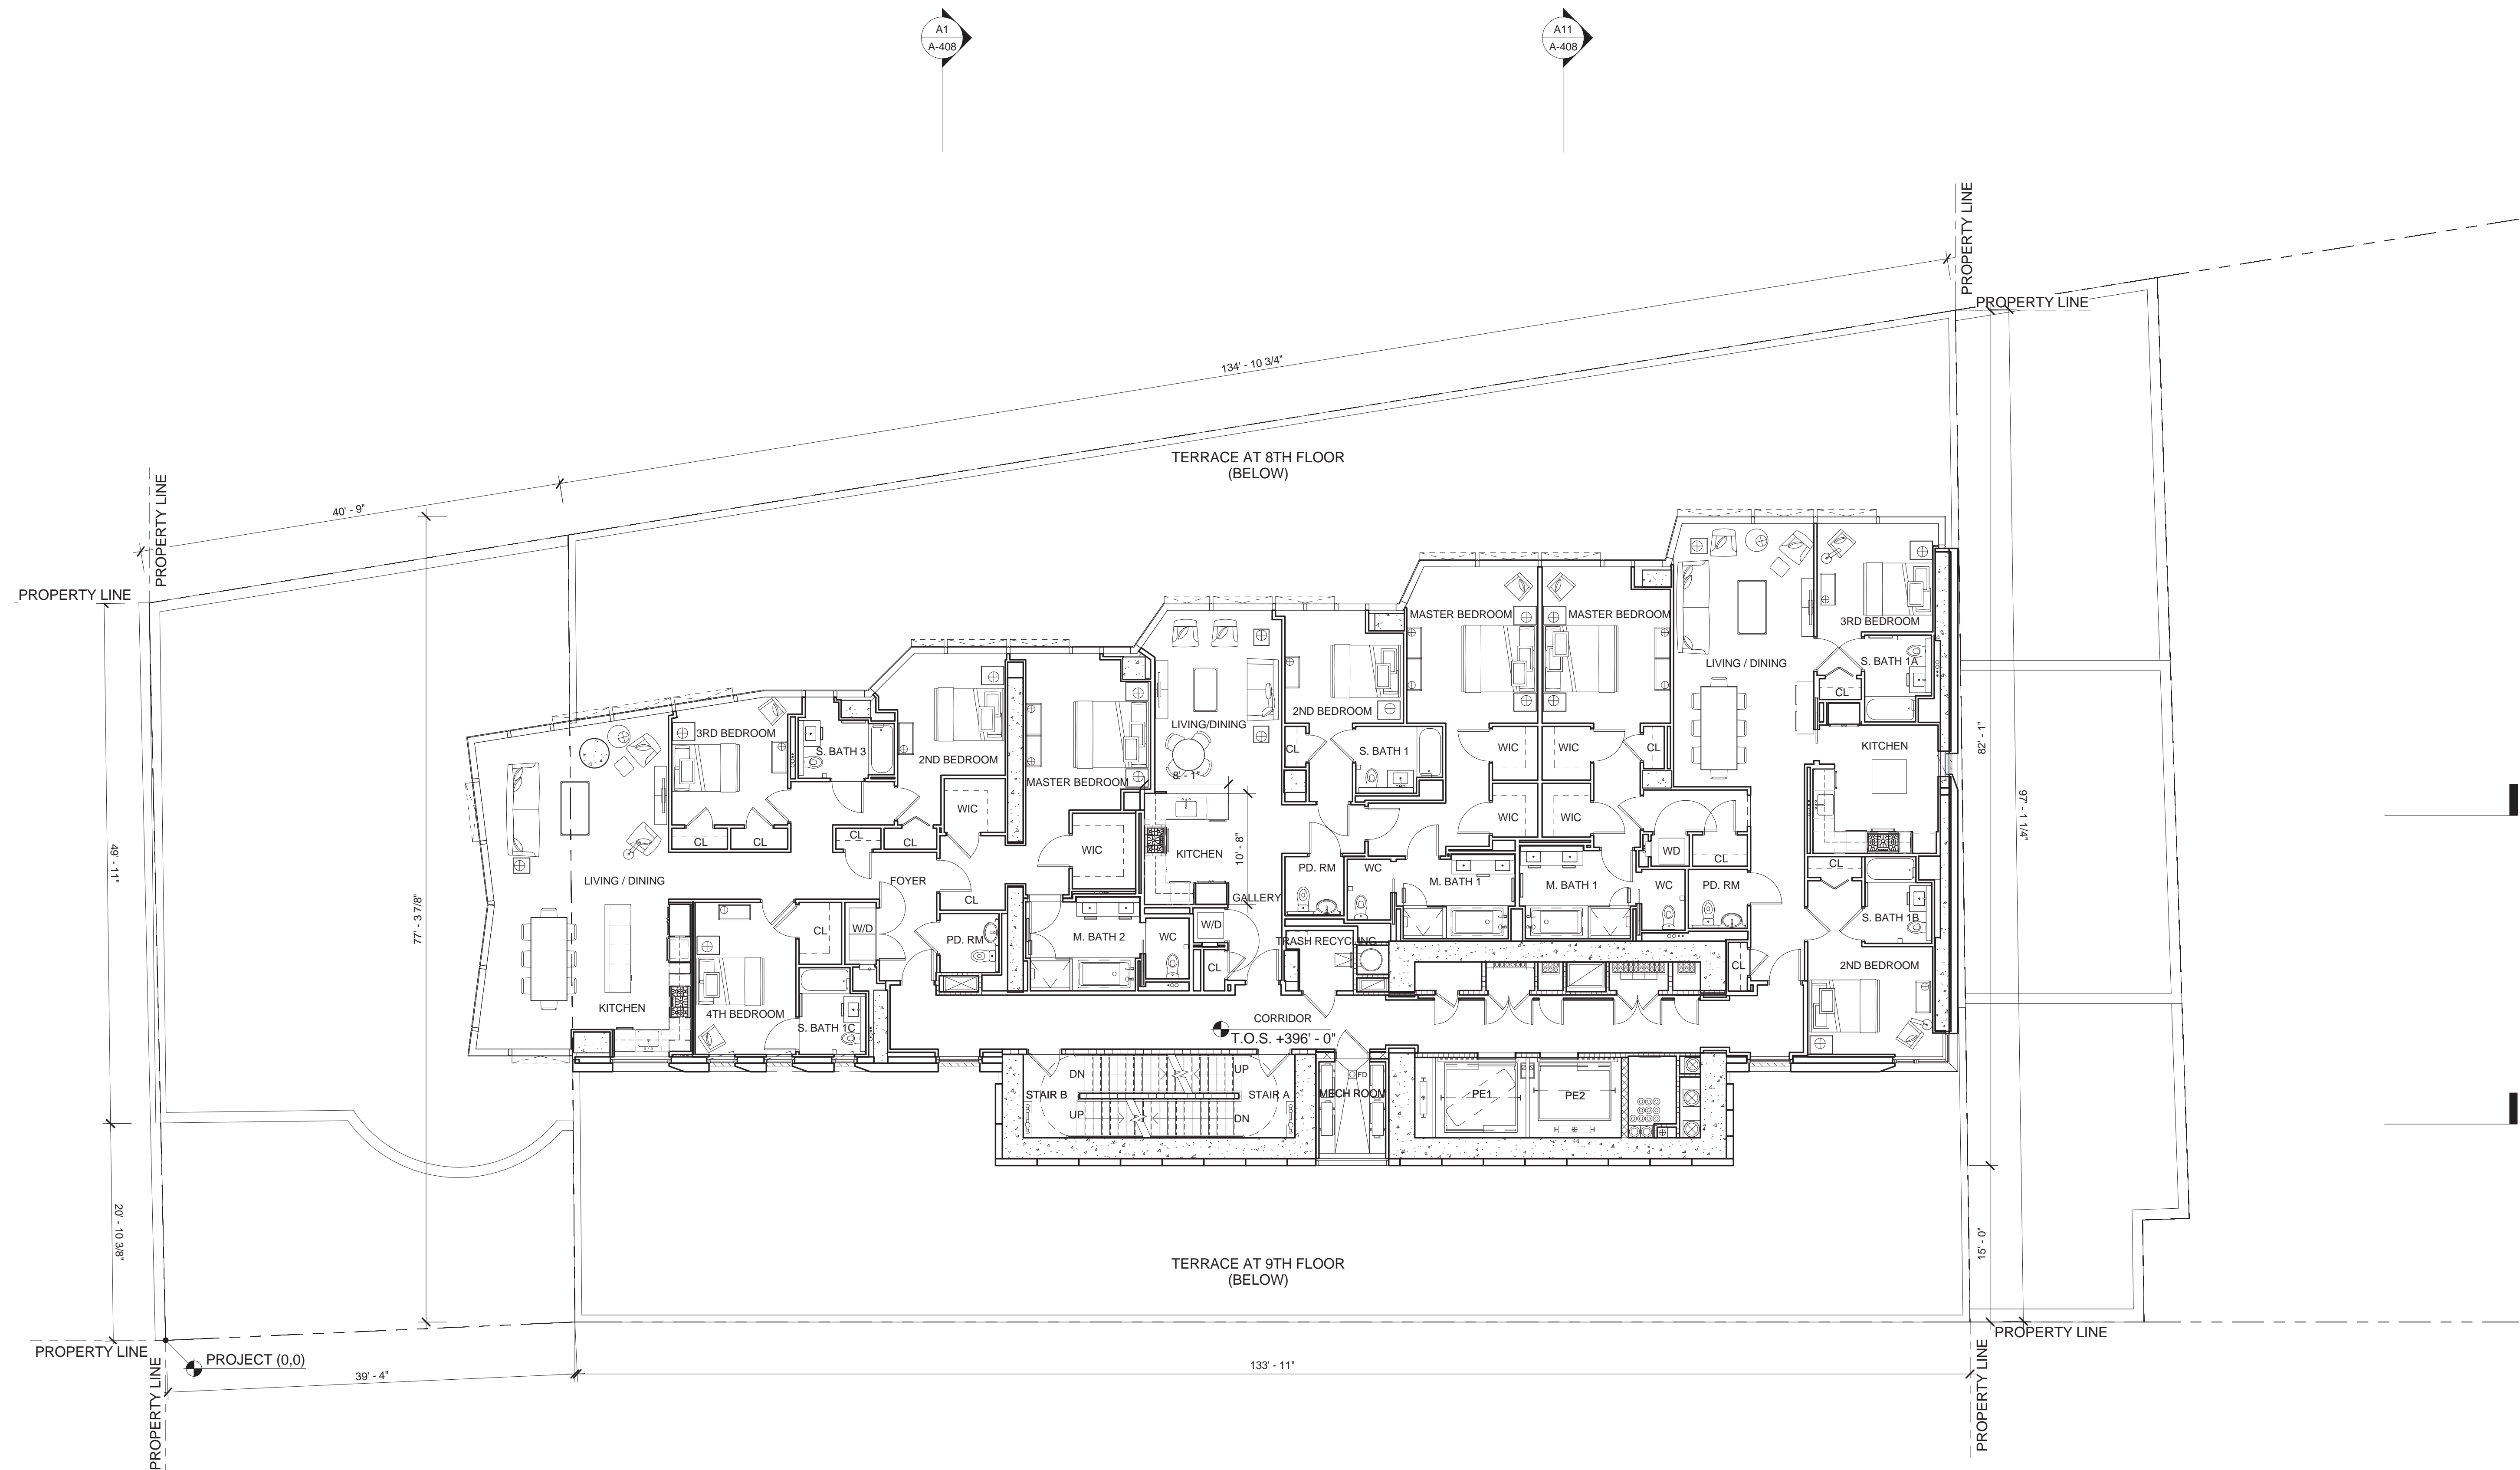 A1
A-408
A11
A-408
PROPERTY LINE
PROPERTY LINE
134' - 10 3/4"
TERRACE AT 8TH FLOOR
(BELOW)
PROPERTY LINE
40' - 9"
PROPERTY LINE
MASTER BEDROOM
MASTER BEDROOM
3RD BEDROOM
LIVING / DINING
S. BATH 1A
CL
2ND BEDROOM
LIVING/DINING
3RD BEDROOM
S. BATH 3
2ND BEDROOM
MASTER BEDROOM
8' - 1"
CL
S. BATH 1
WIC
WIC
CL
KITCHEN
82' - 1"
97' - 1 1/4"
WIC
WIC
WIC
CL
CL
CL
CL
WIC
KITCHEN
10' - 8"
WD
CL
CL
49' - 11"
77' - 3 7/8"
LIVING / DINING
FOYER
CL
GALLERY
PD. RM
WC
M. BATH 1
M. BATH 1
WC
PD. RM
S. BATH 1B
CL
W/D
PD. RM
M. BATH 2
WC
W/D
TRASH RECYCLING
CL
CL
2ND BEDROOM
KITCHEN
4TH BEDROOM
S. BATH 1C
CORRIDOR
T.O.S. +396' - 0"
DN
UP
FD
STAIR B
STAIR A
MECH ROOM
PE1
PE2
UP
DN
20' - 10 3/8"
15' - 0"
TERRACE AT 9TH FLOOR
(BELOW)
PROPERTY LINE
PROPERTY LINE
PROJECT (0,0)
PROPERTY LINE
39' - 4"
133' - 11"
PROPERTY LINE